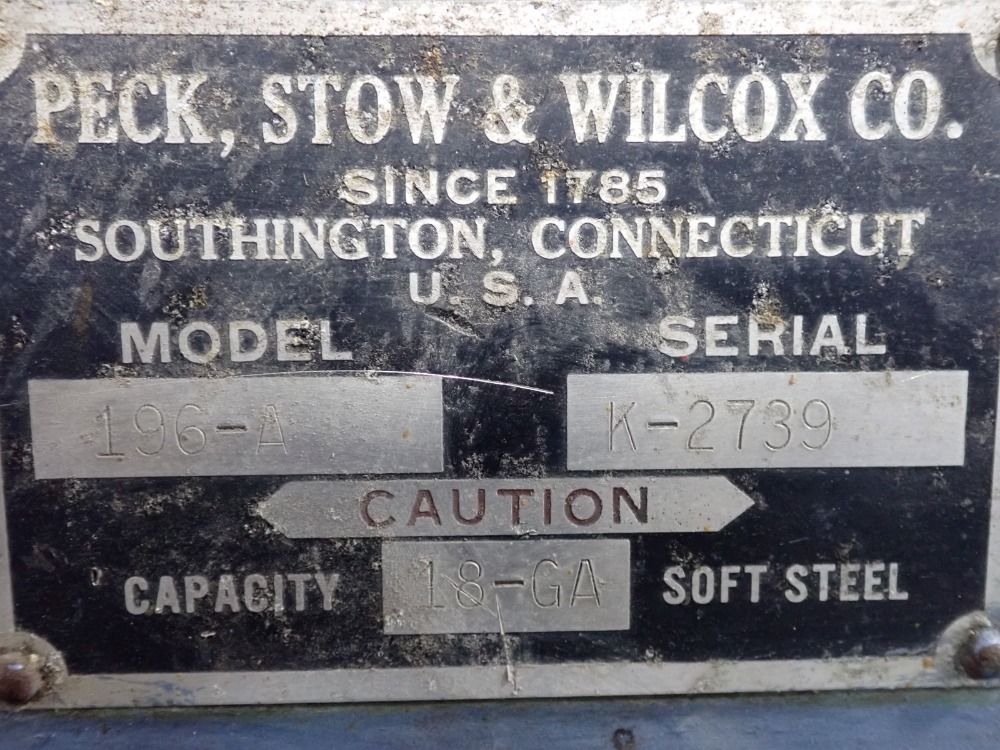 PECK, STOW & WILCOX CO.
SINCE 1785
SOUTHINGTON, CONNECTICUT
U. S. A.
MODEL SERIAL
196-A K-2739
CAUTION
CAPACITY 18-GA SOFT STEEL